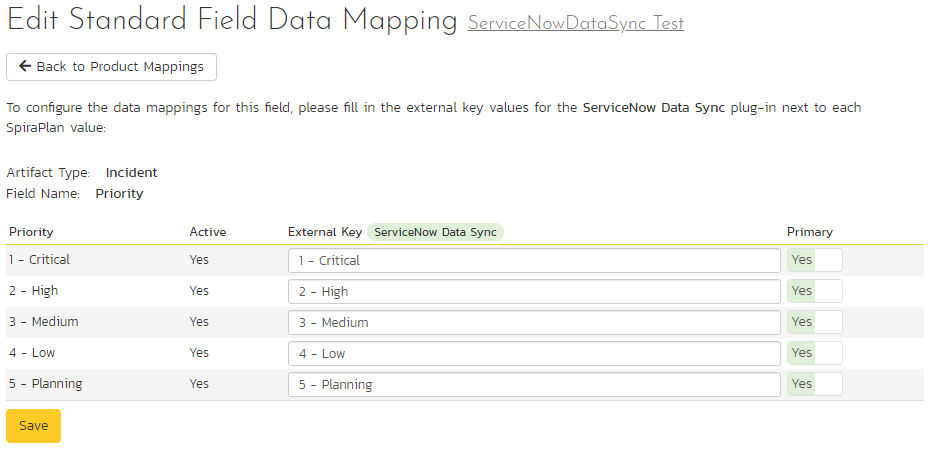 Edit Standard Field Data Mapping ServiceNowDataSync Test
← Back to Product Mappings
To configure the data mappings for this field, please fill in the external key values for the ServiceNow Data Sync plug-in next to each
SpiraPlan value:
Artifact Type: Incident
Field Name: Priority
Priority Active External Key ServiceNow Data Sync Primary
1 - Critical Yes 1 - Critical Yes
2 - High Yes 2 - High Yes
3 - Medium Yes 3 - Medium Yes
4 - Low Yes 4 - Low Yes
5 - Planning Yes 5 - Planning Yes
Save